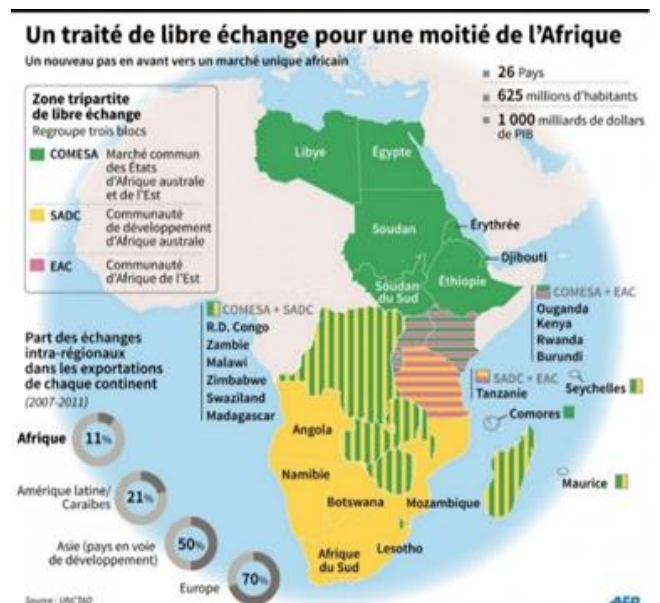 Un traité de libre échange pour une moitié de l'Afrique
Un nouveau pas en avant vers un marché unique africain
26 Pays
625 millions d'habitants
1 000 milliards de dollars
de PIB
Zone tripartite
de libre échange
Regroupe trois blocs
COMESA Marché commun
des États
d'Afrique australe
et de l'Est
SADC Communauté
de développement
d'Afrique australe
EAC Communauté
d'Afrique de l'Est
Libye
Égypte
Soudan
Érythrée
Djibouti
Éthiopie
Soudan
du Sud
COMESA + SADC
R.D. Congo
Zambie
Malawi
Zimbabwe
Swaziland
Madagascar
COMESA + EAC
Ouganda
Kenya
Rwanda
Burundi
SADC + EAC
Tanzanie
Seychelles
Comores
Maurice
Angola
Namibie
Botswana
Mozambique
Afrique
du Sud
Lesotho
Part des échanges
intra-régionaux
dans les exportations
de chaque continent
(2007-2011)
Afrique
11%
Amérique latine/
Caraïbes
21%
Asie (pays en voie
de développement)
50%
Europe
70%
Source : UNCTAD
AFP